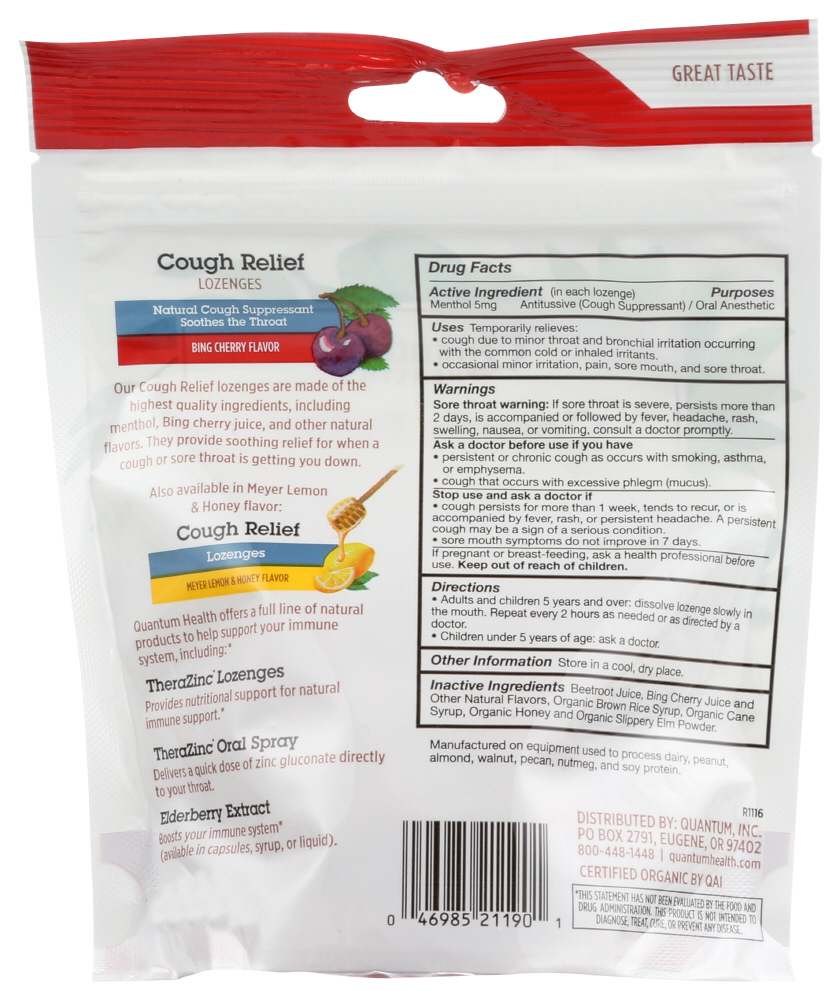 GREAT TASTE
Cough Relief
LOZENGES
Natural Cough Suppressant
Soothes the Throat
BING CHERRY FLAVOR
Our Cough Relief lozenges are made of the
highest quality ingredients, including
menthol, Bing cherry juice, and other natural
flavors. They provide soothing relief for when a
cough or sore throat is getting you down.
Also available in Meyer Lemon
& Honey flavor:
Cough Relief
Lozenges
MEYER LEMON & HONEY FLAVOR
Quantum Health offers a full line of natural
products to help support your immune
system, including:*
TheraZinc® Lozenges
Provides nutritional support for natural
immune support.*
TheraZinc® Oral Spray
Delivers a quick dose of zinc gluconate directly
to your throat.
Elderberry Extract
Boosts your immune system*
(available in capsules, syrup, or liquid).
Drug Facts
Active Ingredient (in each lozenge) Purposes
Menthol 5mg Antitussive (Cough Suppressant) / Oral Anesthetic
Uses Temporarily relieves:
• cough due to minor throat and bronchial irritation occurring
with the common cold or inhaled irritants.
• occasional minor irritation, pain, sore mouth, and sore throat.
Warnings
Sore throat warning: If sore throat is severe, persists more than
2 days, is accompanied or followed by fever, headache, rash,
swelling, nausea, or vomiting, consult a doctor promptly.
Ask a doctor before use if you have
• persistent or chronic cough as occurs with smoking, asthma,
or emphysema.
• cough that occurs with excessive phlegm (mucus).
Stop use and ask a doctor if
• cough persists for more than 1 week, tends to recur, or is
accompanied by fever, rash, or persistent headache. A persistent
cough may be a sign of a serious condition.
• sore mouth symptoms do not improve in 7 days.
If pregnant or breast-feeding, ask a health professional before
use. Keep out of reach of children.
Directions
• Adults and children 5 years and over: dissolve lozenge slowly in
the mouth. Repeat every 2 hours as needed or as directed by a
doctor.
• Children under 5 years of age: ask a doctor.
Other Information Store in a cool, dry place.
Inactive Ingredients Beetroot Juice, Bing Cherry Juice and
Other Natural Flavors, Organic Brown Rice Syrup, Organic Cane
Syrup, Organic Honey and Organic Slippery Elm Powder.
Manufactured on equipment used to process dairy, peanut,
almond, walnut, pecan, nutmeg, and soy protein.
R1116
DISTRIBUTED BY: QUANTUM, INC.
PO BOX 2791, EUGENE, OR 97402
800-448-1448 | quantumhealth.com
CERTIFIED ORGANIC BY QAI
*THIS STATEMENT HAS NOT BEEN EVALUATED BY THE FOOD AND
DRUG ADMINISTRATION. THIS PRODUCT IS NOT INTENDED TO
DIAGNOSE, TREAT, CURE, OR PREVENT ANY DISEASE.
0 46985 21190 1